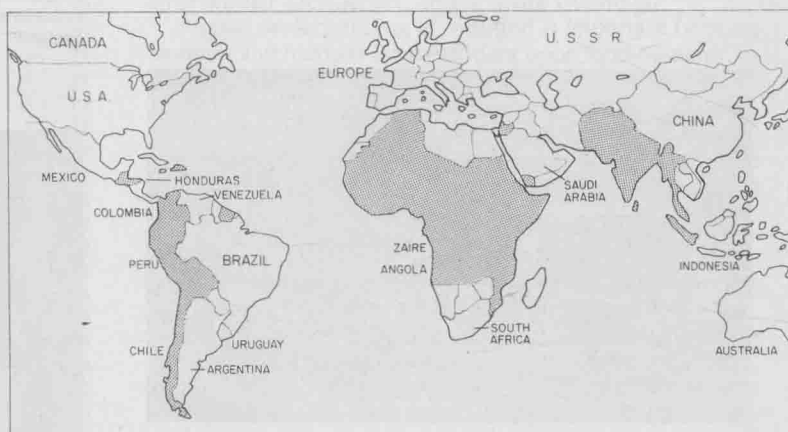 CANADA
U.S.S.R.
EUROPE
U S A
CHINA
MEXICO
HONDURAS
VENEZUELA
SAUDI
ARABIA
COLOMBIA
ZAIRE
BRAZIL
PERU
ANGOLA
INDONESIA
SOUTH
AFRICA
URUGUAY
CHILE
AUSTRALIA
ARGENTINA